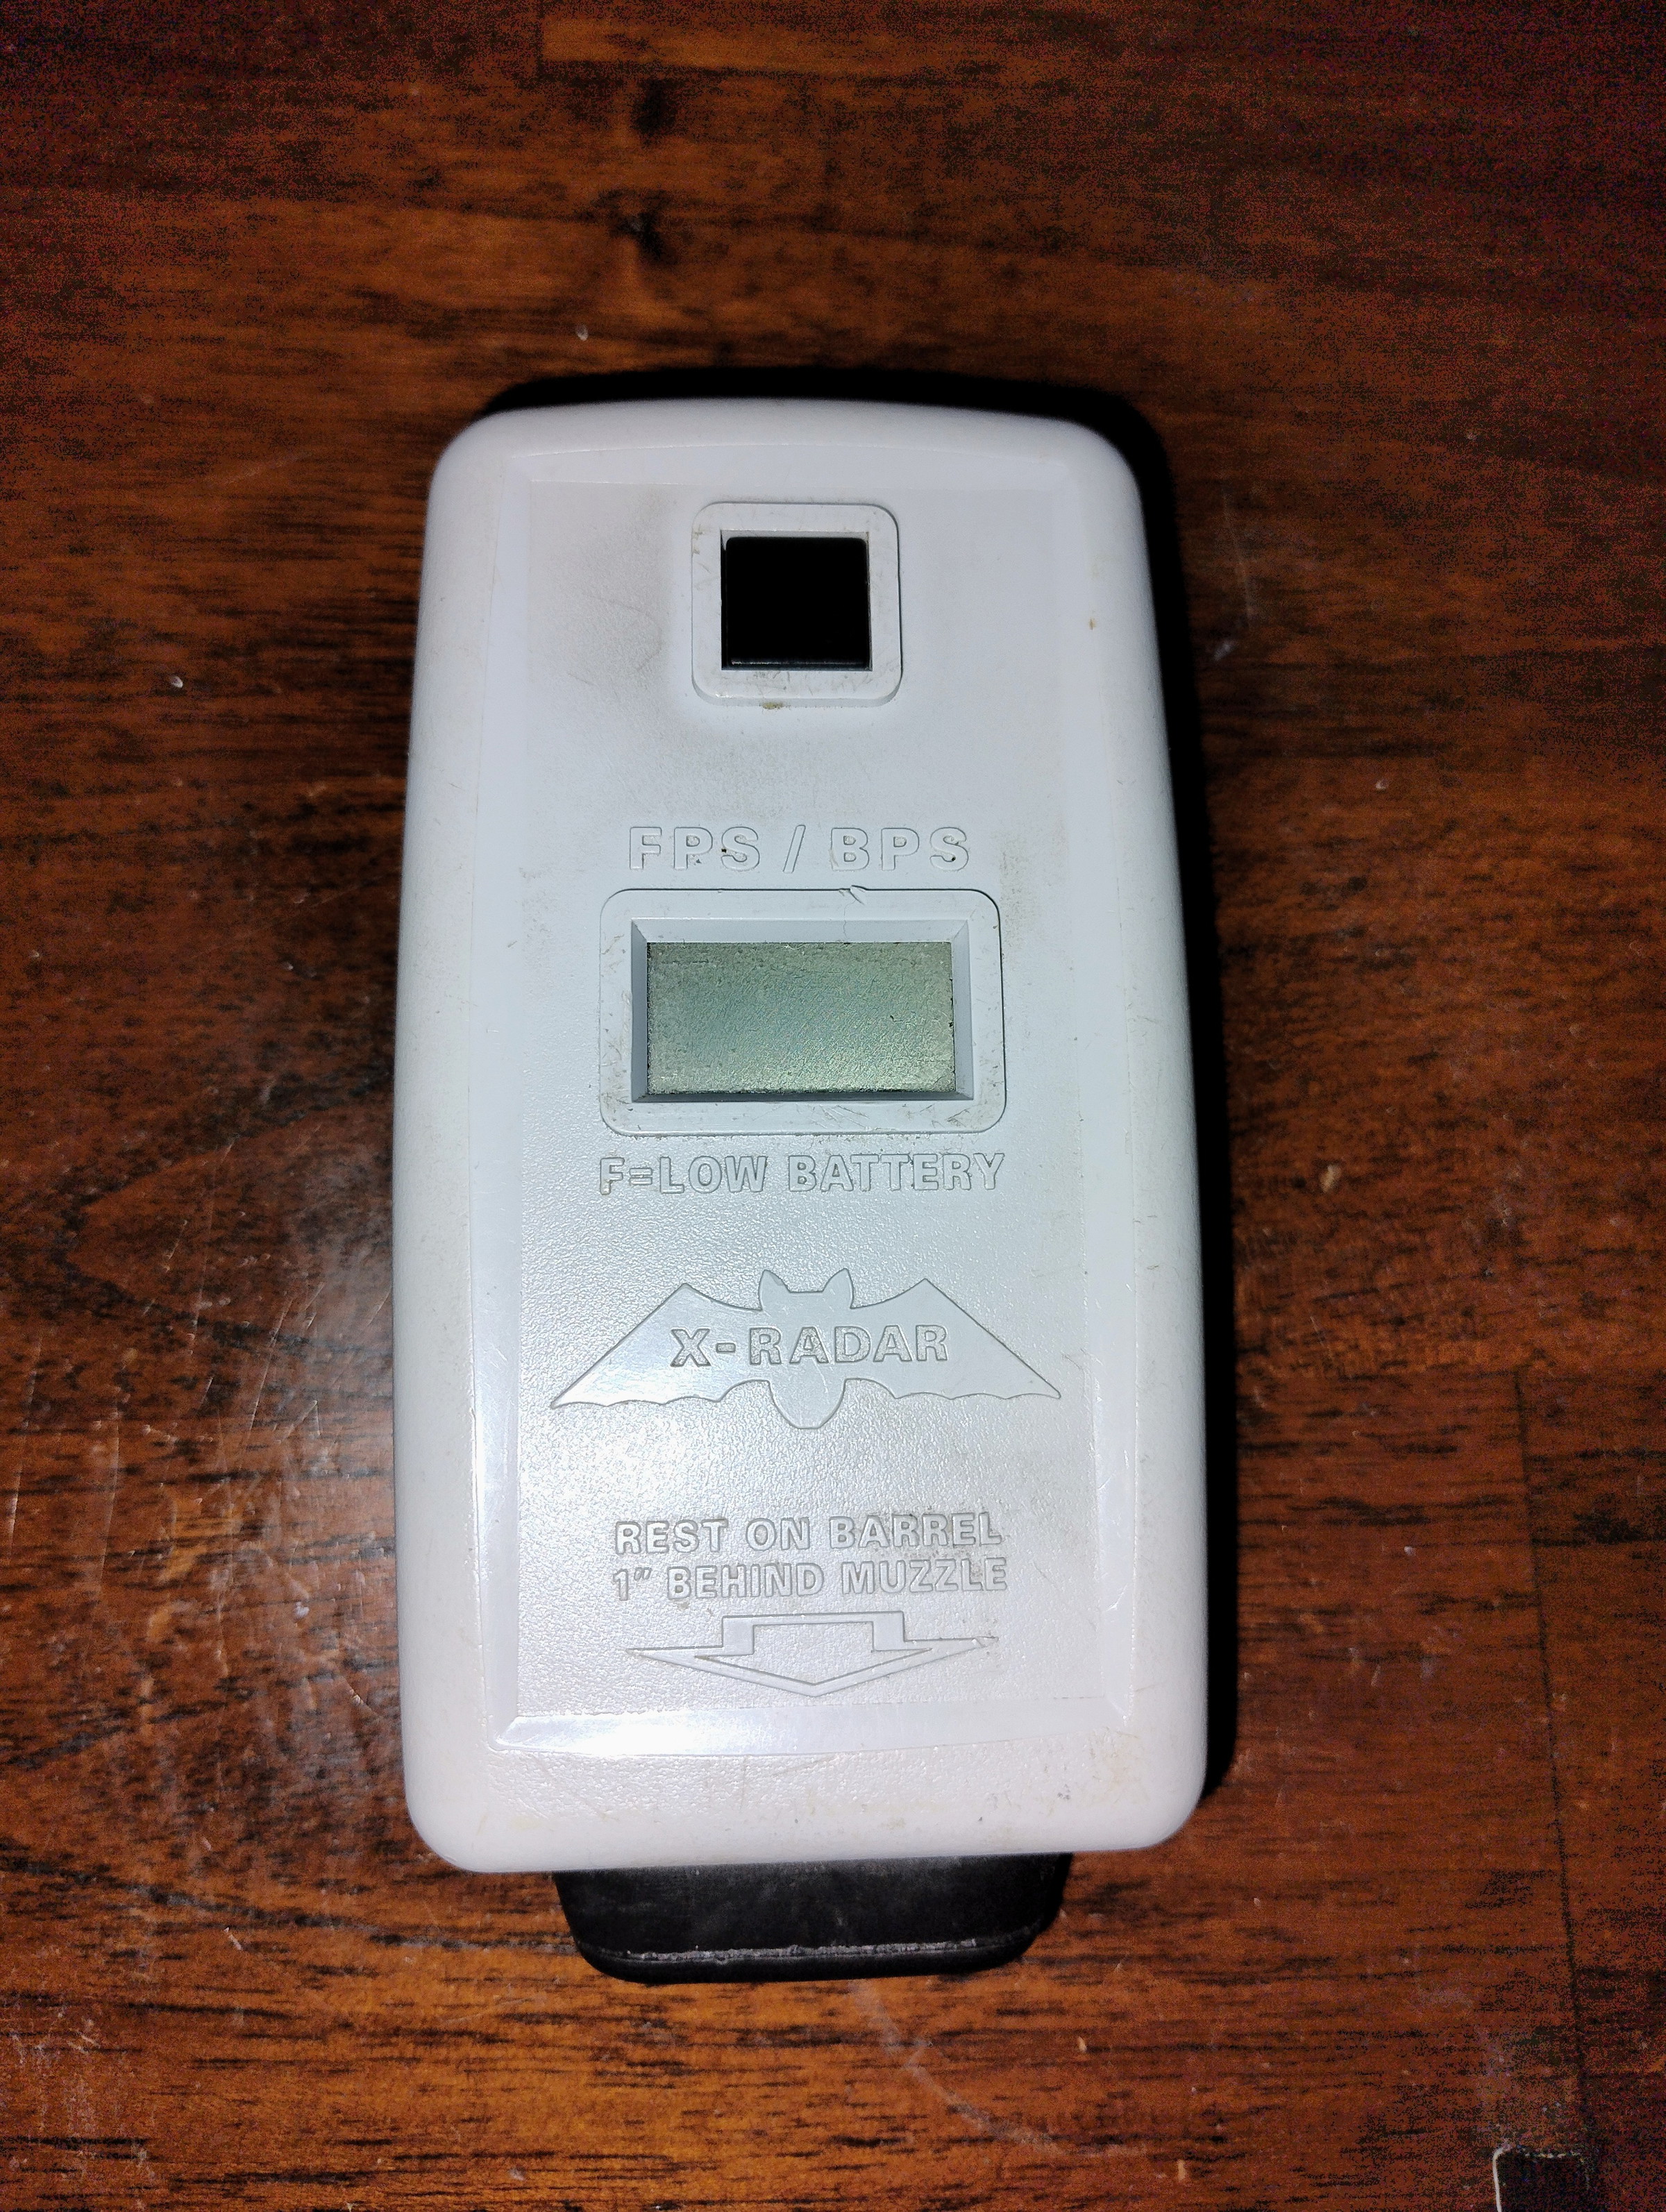 FPS / BPS
F=LOW BATTERY
X-RADAR
REST ON BARREL
1" BEHIND MUZZLE